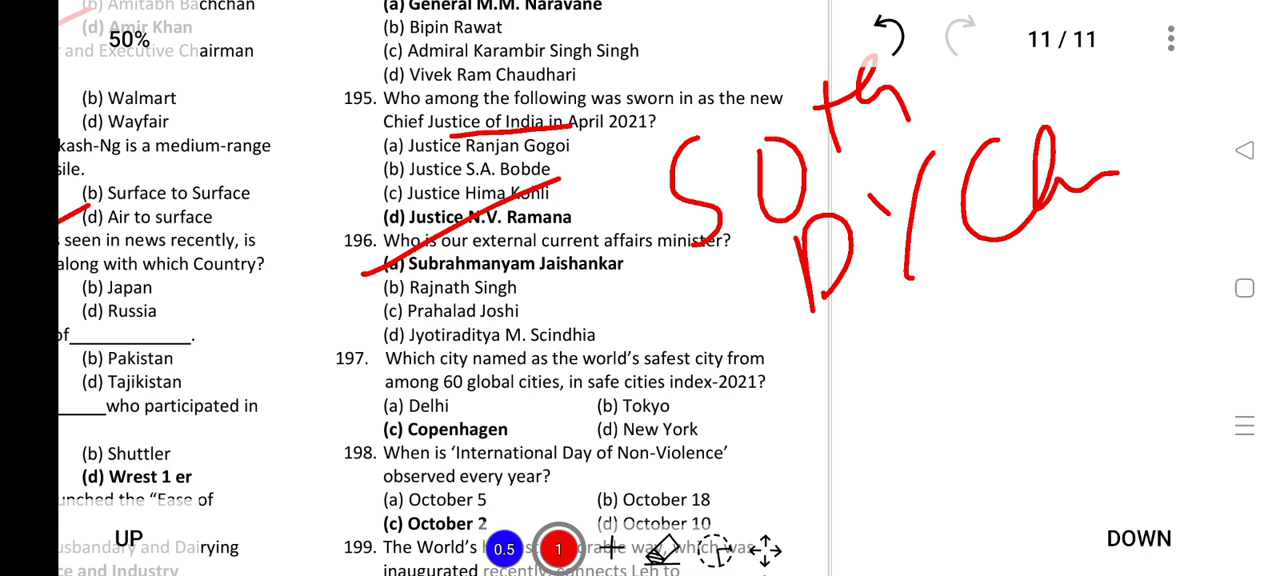 (b) Amitabh Bachchan
(d) Amir Khan
50%
and Executive Chairman
(b) Walmart
(d) Wayfair
kash-Ng is a medium-range
sile.
(b) Surface to Surface
(d) Air to surface
seen in news recently, is
along with which Country?
(b) Japan
(d) Russia
of____________.
(b) Pakistan
(d) Tajikistan
______who participated in
(b) Shuttler
(d) Wrest 1 er
unched the “Ease of
UP
usbandary and Dairying
ce and Industry
(a) General M.M. Naravane
(b) Bipin Rawat
(c) Admiral Karambir Singh Singh
(d) Vivek Ram Chaudhari
195. Who among the following was sworn in as the new
Chief Justice of India in April 2021?
(a) Justice Ranjan Gogoi
(b) Justice S.A. Bobde
(c) Justice Hima Kohli
(d) Justice N.V. Ramana
196. Who is our external current affairs minister?
(a) Subrahmanyam Jaishankar
(b) Rajnath Singh
(c) Prahalad Joshi
(d) Jyotiraditya M. Scindhia
197. Which city named as the world’s safest city from
among 60 global cities, in safe cities index-2021?
(a) Delhi (b) Tokyo
(c) Copenhagen (d) New York
198. When is ‘International Day of Non-Violence’
observed every year?
(a) October 5 (b) October 18
(c) October 2 (d) October 10
199. The World’s which was
inaugurated recently, connects Leh to
0.5 1
11 / 11
50th
DOWN